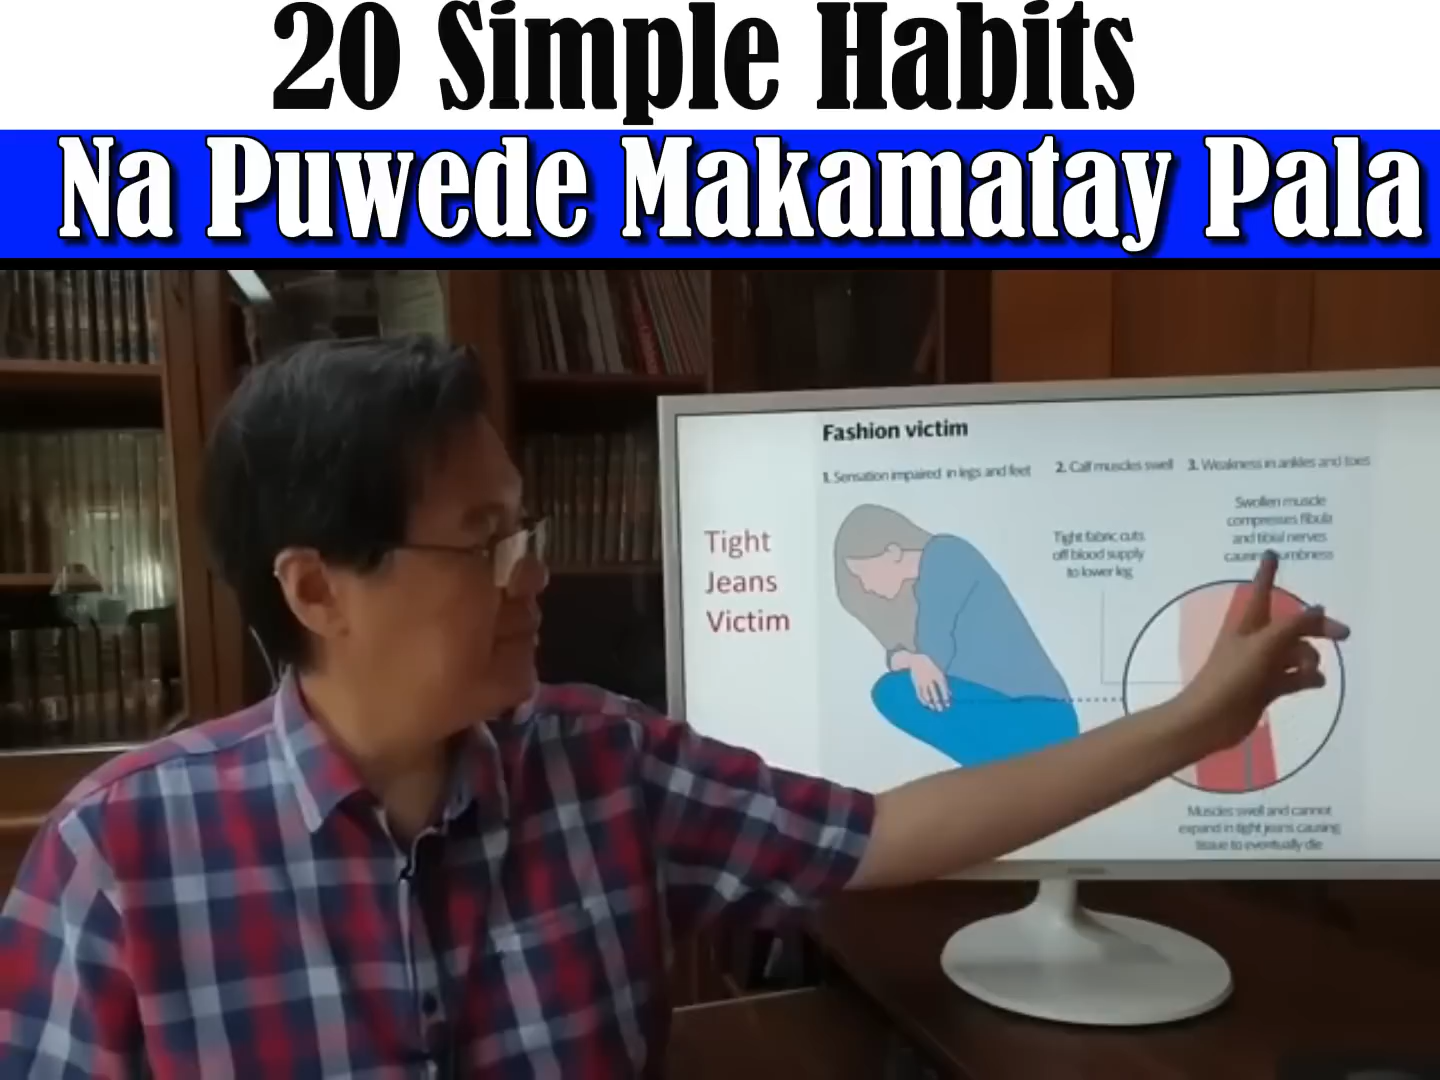 20 Simple Habits
Na Puwede Makamatay Pala
Fashion victim
1. Sensation impaired in legs and feet
2. Calf muscles swell
3. Weakness in ankles and toes
Tight
Jeans
Victim
Tight fabric cuts
off blood supply
to lower leg
Swollen muscle
compresses fibula
and tibial nerves
causing numbness
Muscles swell and cannot
expand in tight jeans causing
tissue to eventually die